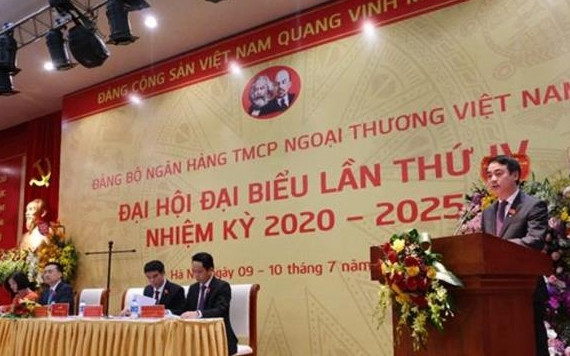 ĐẢNG CỘNG SẢN VIỆT NAM QUANG VINH
ĐẢNG BỘ NGÂN HÀNG TMCP NGOẠI THƯƠNG VIỆT NAM
ĐẠI HỘI ĐẠI BIỂU LẦN THỨ IV
NHIỆM KỲ 2020 – 2025
Hà Nội, ngày 09 - 10 tháng 7 năm